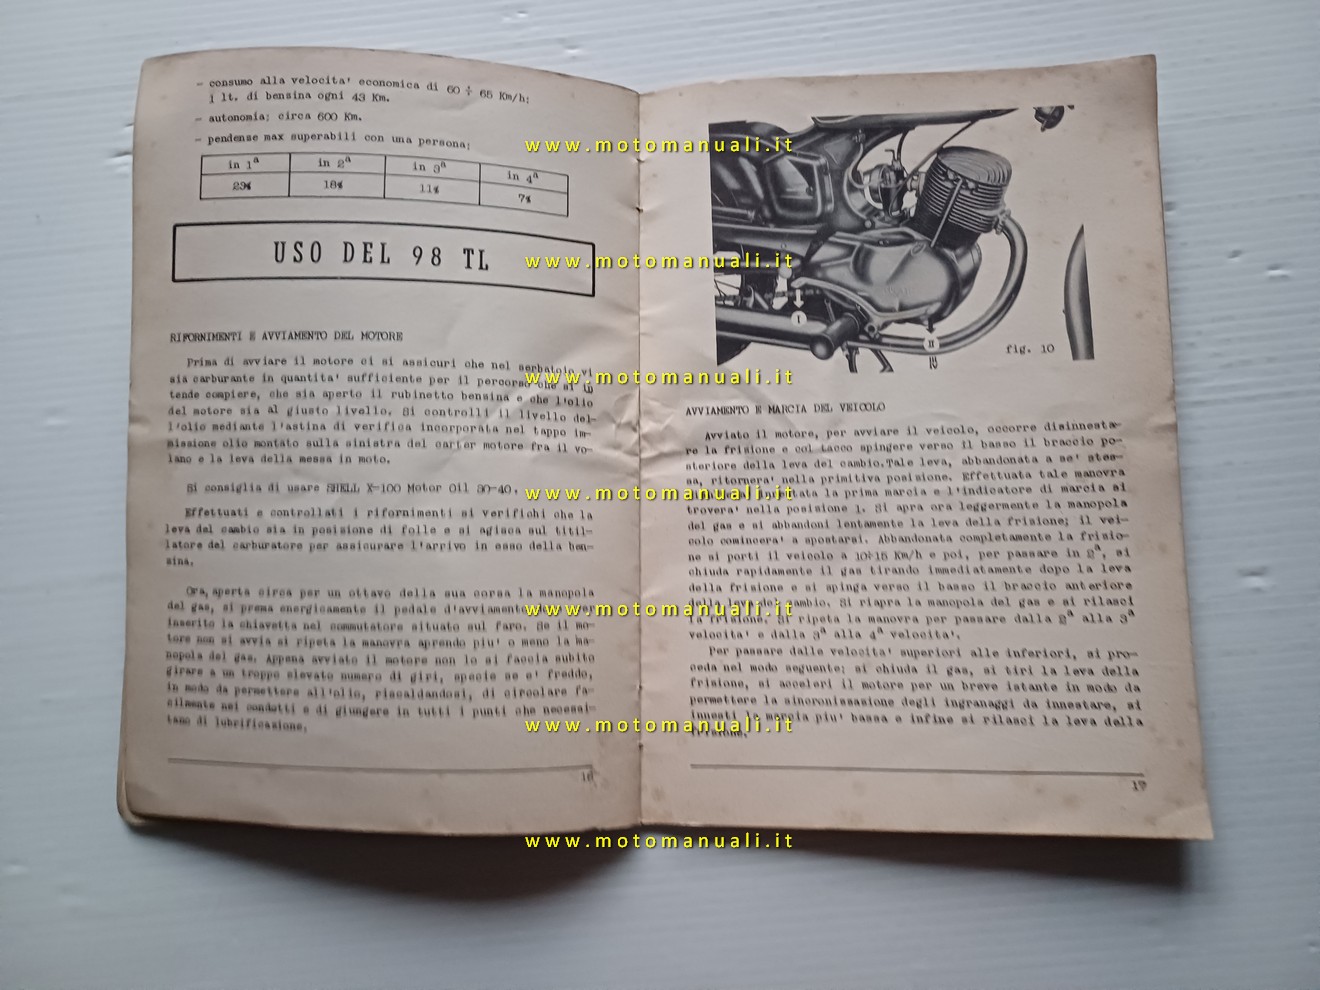 - consumo alla velocita' economica di 60 ÷ 65 Km/h;
1 lt. di bensina ogni 43 Km.
- autonomia; circa 600 Km.
- pendense max superabili con una persona;
in 1ª in 2ª in 3ª in 4ª
23% 18% 11% 7%
USO DEL 98 TL
RIFORNIMENTI E AVVIAMENTO DEL MOTORE
Prima di avviare il motore ci si assicuri che nel serbatoio vi
sia carburante in quantita' sufficiente per il percorso che si in
tende compiere, che sia aperto il rubinetto bensina e che l'olio
del motore sia al giusto livello. Si controlli il livello del-
l'olio mediante l'astina di verifica incorporata nel tappo im-
missione olio montato sulla sinistra del carter motore fra il vo-
lano e la leva della messa in moto.
Si consiglia di usare SHELL X-100 Motor Oil 30-40.
Effettuati e controllati i rifornimenti si verifichi che la
leva del cambio sia in posizione di folle e si agisca sul titil-
latore del carburatore per assicurare l'arrivo in esso della ben-
sina.
Ora, aperta circa per un ottavo della sua corsa la manopola
del gas, si prema energicamente il pedale d'avviamento
inserito la chiavetta nel commutatore situato sul faro. Se il mo-
tore non si avvia si ripeta la manovra aprendo piu' o meno la ma-
nopola del gas. Appena avviato il motore non lo si faccia subito
girare a un troppo elevato numero di giri, specie se e' freddo,
in modo da permettere all'olio, riscaldandosi, di circolare fa-
cilmente nei condotti e di giungere in tutti i punti che necessi-
tano di lubrificazione.
16
I
II
fig. 10
AVVIAMENTO E MARCIA DEL VEICOLO
Avviato il motore, per avviare il veicolo, occorre disinnesta-
re la frisione e col tacco spingere verso il basso il braccio po-
steriore della leva del cambio.Tale leva, abbandonata a se' stes-
sa, ritornera' nella primitiva posizione. Effettuata tale manovra
la prima marcia e l'indicatore di marcia si
trovera' nella posizione 1. Si apra ora leggermente la manopola
del gas e si abbandoni lentamente la leva della frisione; il vei-
colo comincera' a spostarsi. Abbandonata completamente la frisio-
ne si porti il veicolo a 10÷15 Km/h e poi, per passare in 2ª, si
chiuda rapidamente il gas tirando immediatamente dopo la leva
della frisione e si spinga verso il basso il braccio anteriore
della leva del cambio. Si riapra la manopola del gas e si rilasci
la frisione. Si ripeta la manovra per passare dalla 2ª alla 3ª
velocita' e dalla 3ª alla 4ª velocita'.
Per passare dalle velocita' superiori alle inferiori, si pro-
ceda nel modo seguente; si chiuda il gas, si tiri la leva della
frisione, si acceleri il motore per un breve istante in modo da
permettere la sincronissasione degli ingranaggi da innestare, si
innesti la marcia piu' bassa e infine si rilasci la leva della
frisione.
17
www.motomanuali.it
www.motomanuali.it
www.motomanuali.it
www.motomanuali.it
www.motomanuali.it
www.motomanuali.it
www.motomanuali.it